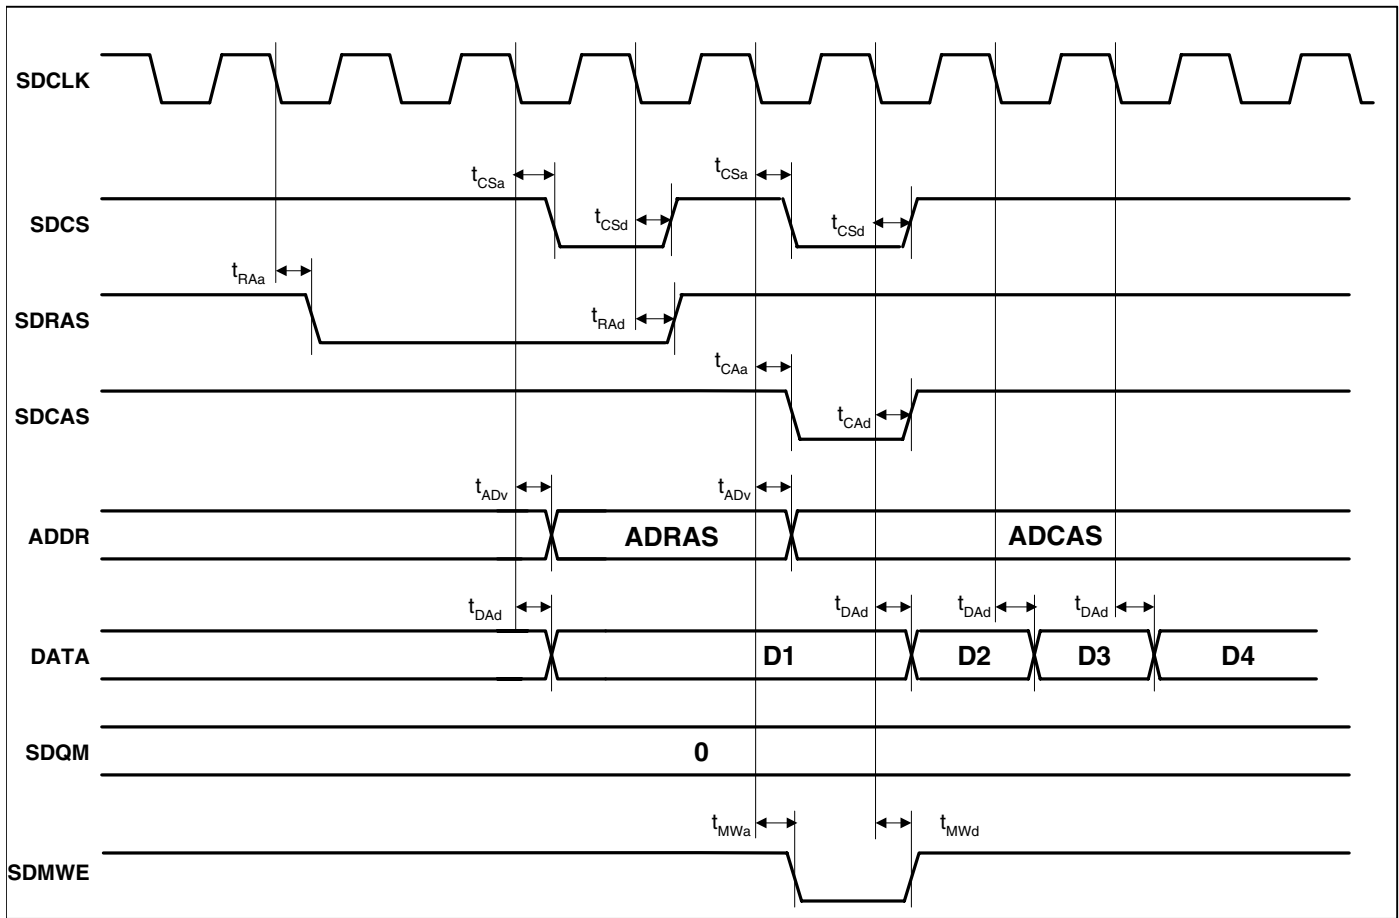 SDCLK
tCSa
tCSa
SDCS
tCSd
tCSd
tRAa
SDRAS
tRAd
tCAa
SDCAS
tCAd
tADv
tADv
ADDR
ADRAS
ADCAS
tDAd
tDAd
tDAd
tDAd
DATA
D1
D2
D3
D4
SDQM
0
tMWa
tMWd
SDMWE